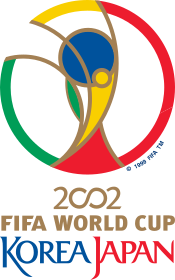 © 1999 FIFA TM
2002
FIFA WORLD CUP
KOREA JAPAN